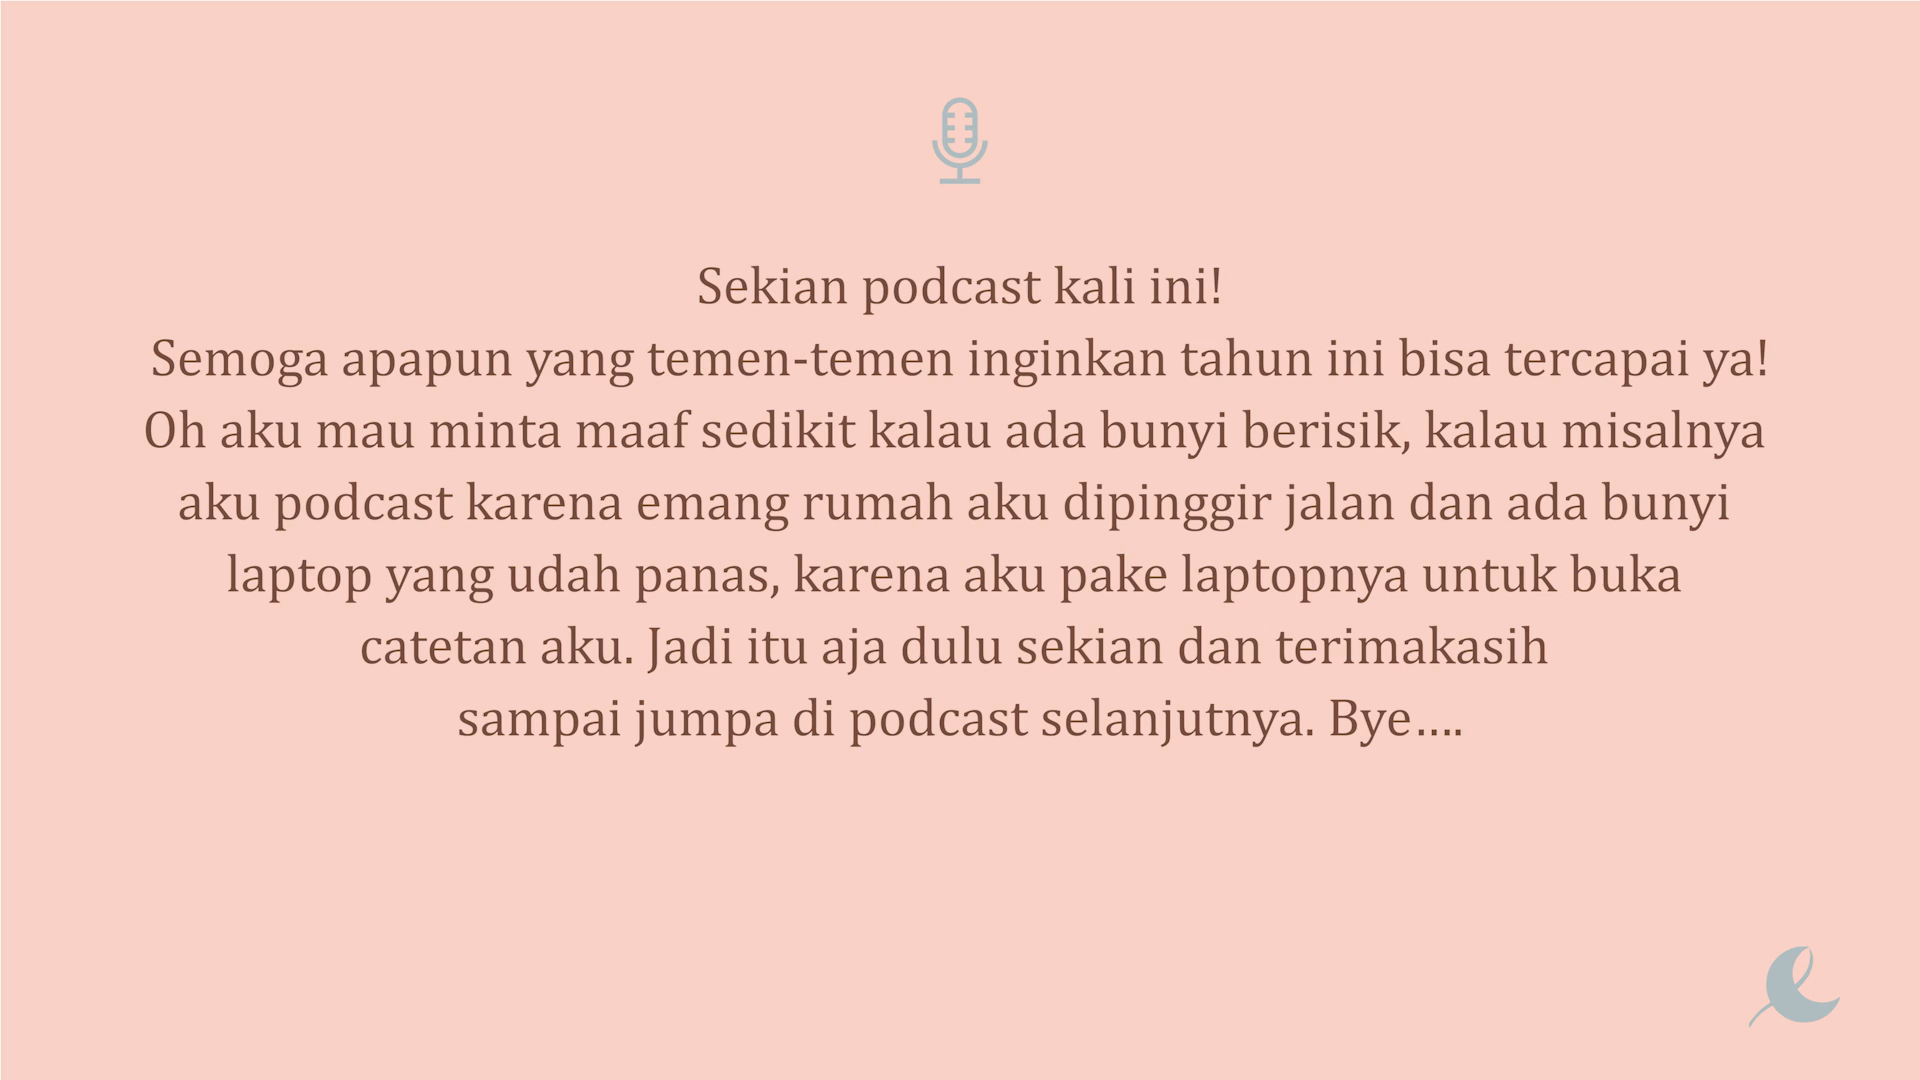 Sekian podcast kali ini!
Semoga apapun yang temen-temen inginkan tahun ini bisa tercapai ya!
Oh aku mau minta maaf sedikit kalau ada bunyi berisik, kalau misalnya
aku podcast karena emang rumah aku dipinggir jalan dan ada bunyi
laptop yang udah panas, karena aku pake laptopnya untuk buka
catetan aku. Jadi itu aja dulu sekian dan terimakasih
sampai jumpa di podcast selanjutnya. Bye….